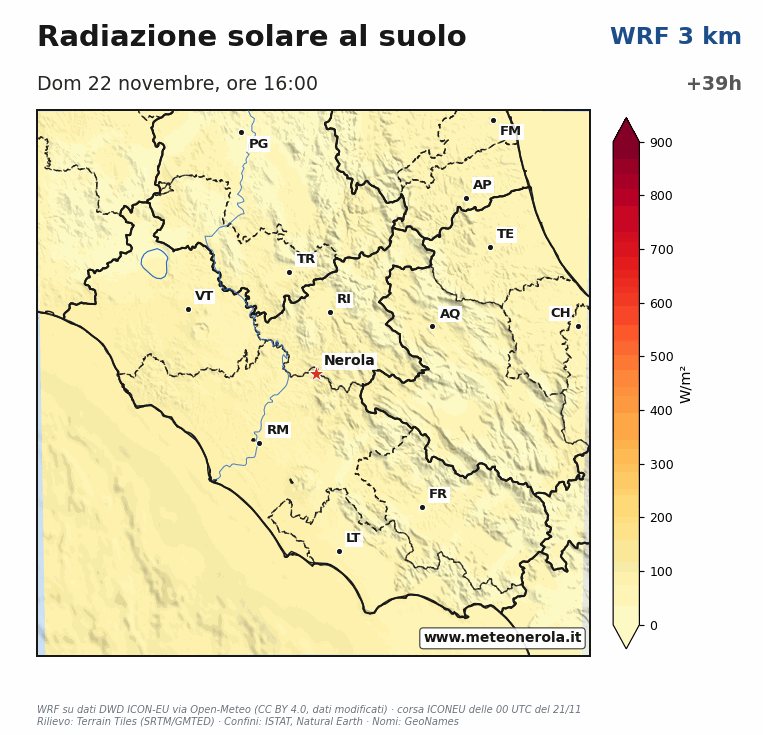 Radiazione solare al suolo
WRF 3 km
Dom 22 novembre, ore 16:00
+39h
FM
PG
AP
TE
TR
VT
RI
AQ
CH
Nerola
RM
FR
LT
www.meteonerola.it
900
800
700
600
500
400
300
200
100
0
W/m²
WRF su dati DWD ICON-EU via Open-Meteo (CC BY 4.0, dati modificati) · corsa ICONEU delle 00 UTC del 21/11
Rilievo: Terrain Tiles (SRTM/GMTED) · Confini: ISTAT, Natural Earth · Nomi: GeoNames